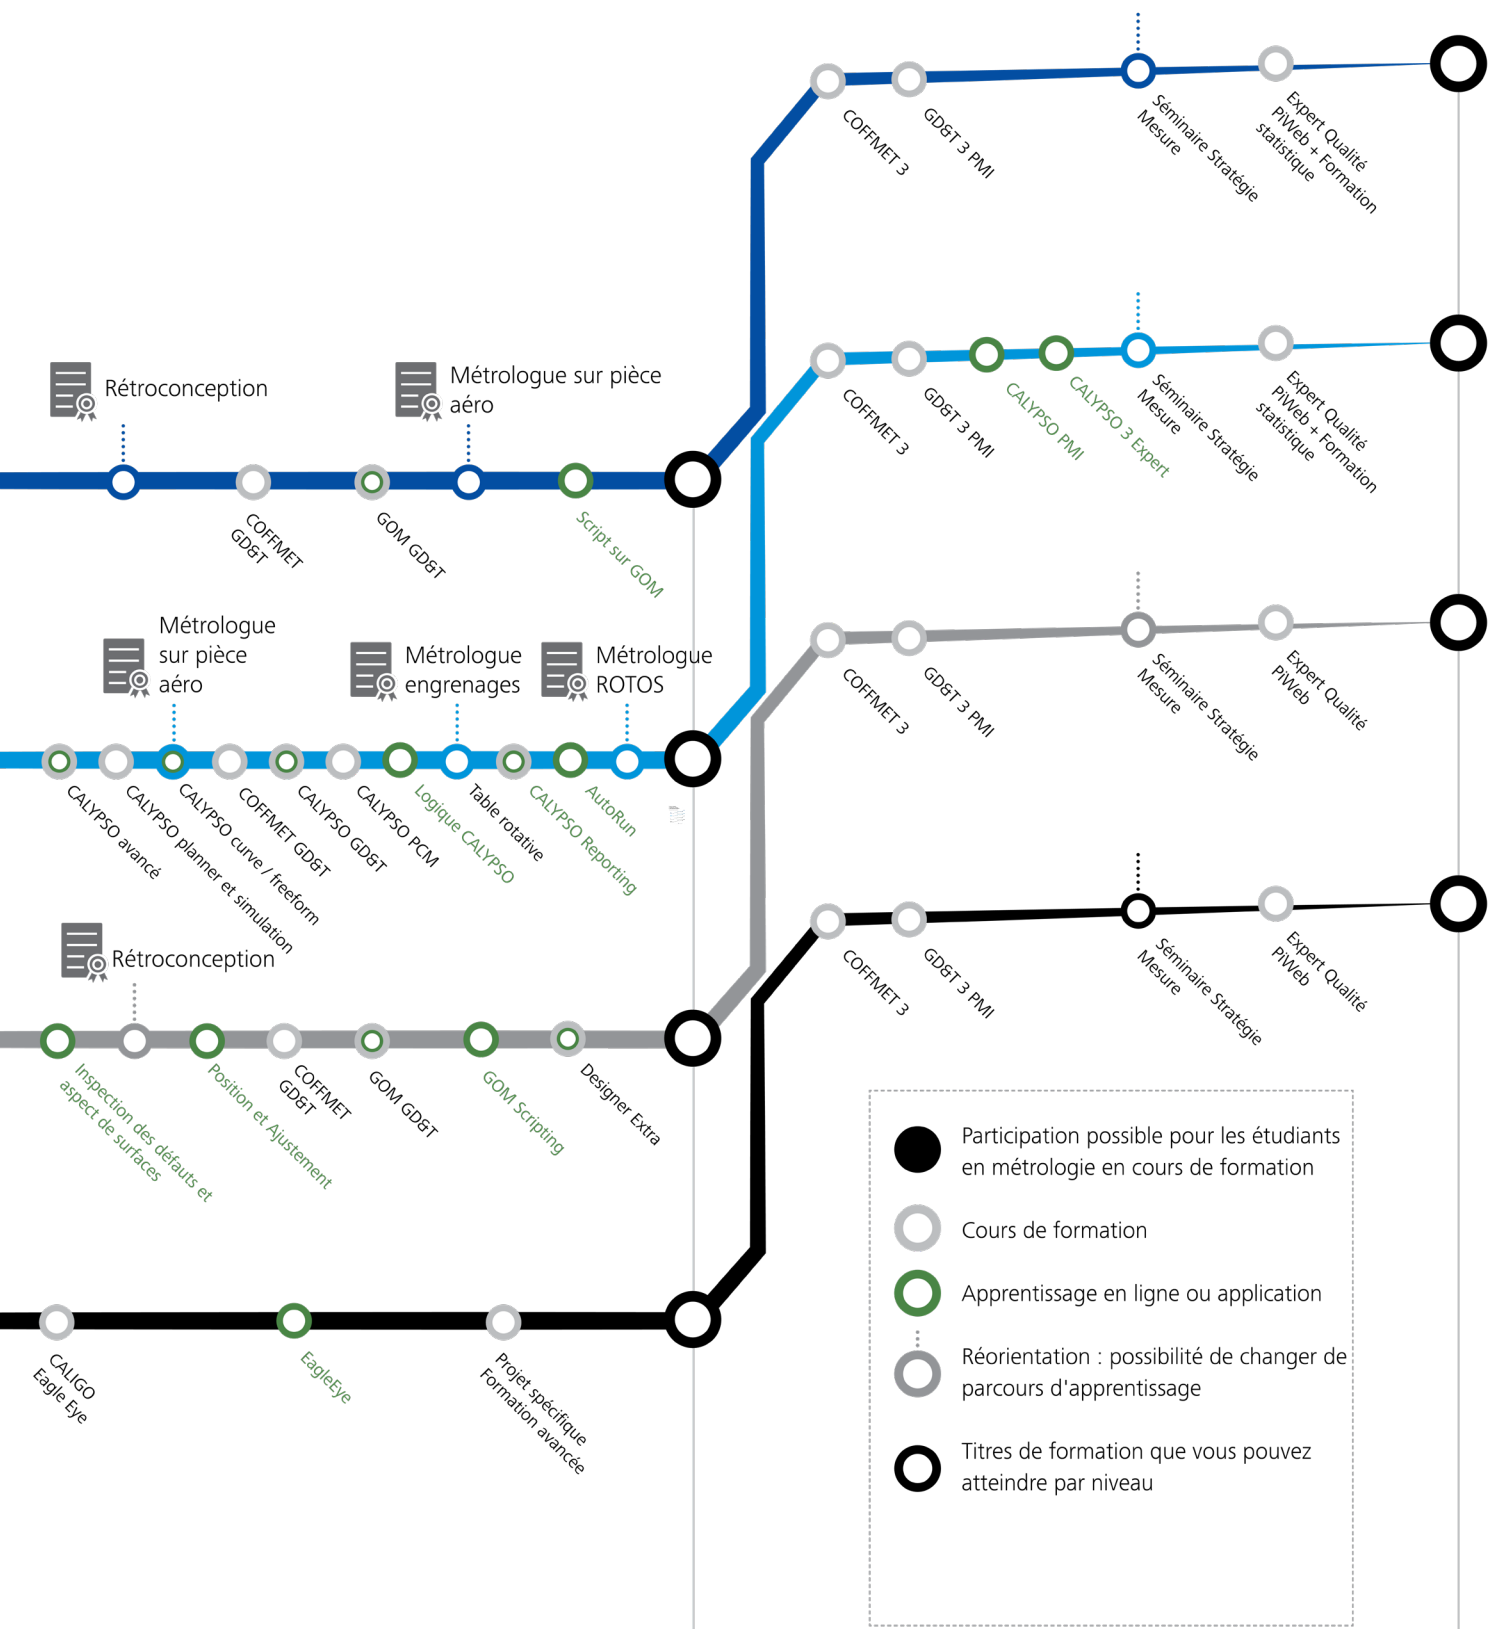 COFFMET 3
GD&T 3 PMI
Séminaire Stratégie
Mesure
Expert Qualité
PiWeb + Formation
statistique
Rétroconception
Métrologue sur pièce
aéro
COFFMET
GD&T
GOM GD&T
Script sur GOM
COFFMET 3
GD&T 3 PMI
CALYPSO PMI
CALYPSO 3 Expert
Séminaire Stratégie
Mesure
Expert Qualité
PiWeb + Formation
statistique
Métrologue
sur pièce
aéro
Métrologue
engrenages
Métrologue
ROTOS
CALYPSO avancé
CALYPSO planner et simulation
CALYPSO curve / freeform
COFFMET GD&T
CALYPSO GD&T
CALYPSO PCM
Logique CALYPSO
Table rotative
CALYPSO Reporting
AutoRun
COFFMET 3
GD&T 3 PMI
Séminaire Stratégie
Mesure
Expert Qualité
PiWeb
Rétroconception
Inspection des défauts et
aspect de surfaces
Position et Ajustement
COFFMET
GD&T
GOM GD&T
GOM Scripting
Designer Extra
COFFMET 3
GD&T 3 PMI
Séminaire Stratégie
Mesure
Expert Qualité
PiWeb
CALIGO
Eagle Eye
EagleEye
Projet spécifique
Formation avancée
Participation possible pour les étudiants
en métrologie en cours de formation
Cours de formation
Apprentissage en ligne ou application
Réorientation : possibilité de changer de
parcours d'apprentissage
Titres de formation que vous pouvez
atteindre par niveau